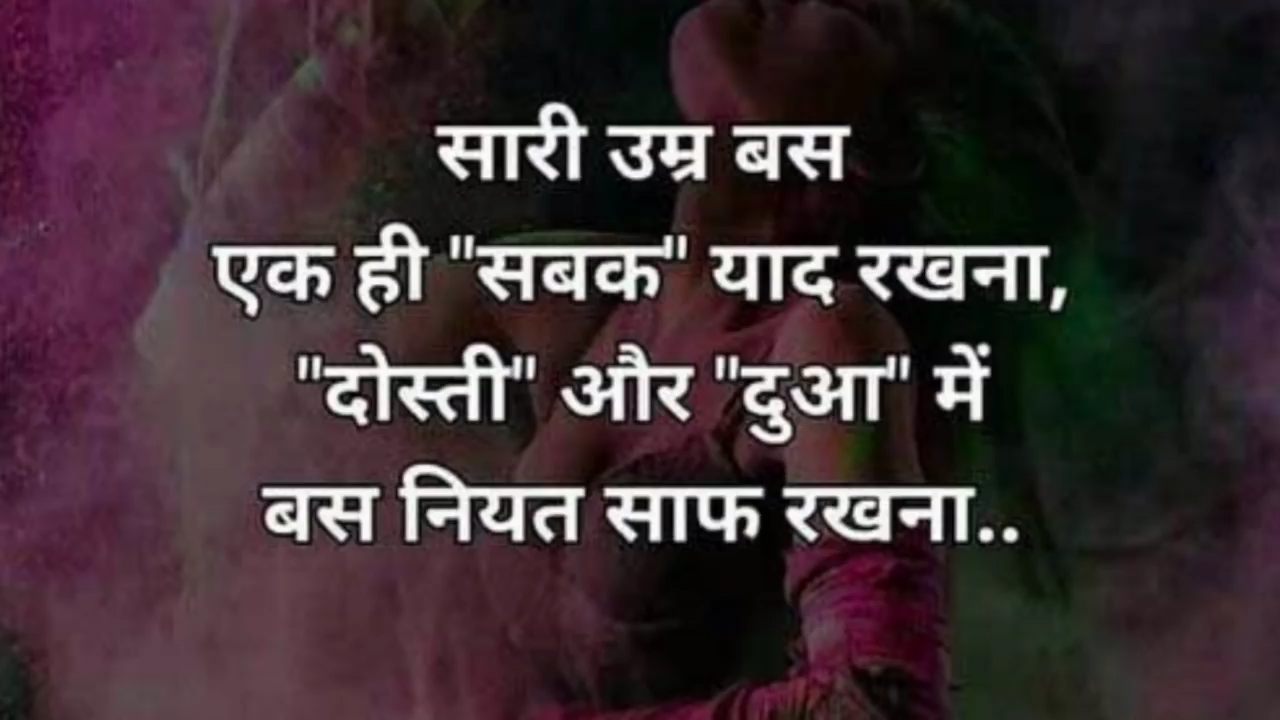 सारी उम्र बस
एक ही "सबक" याद रखना,
"दोस्ती" और "दुआ" में
बस नियत साफ रखना..